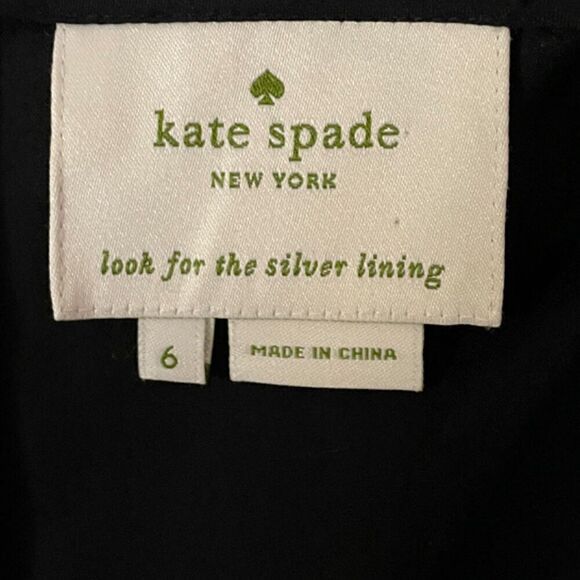 kate spade
NEW YORK
look for the silver lining
6
MADE IN CHINA